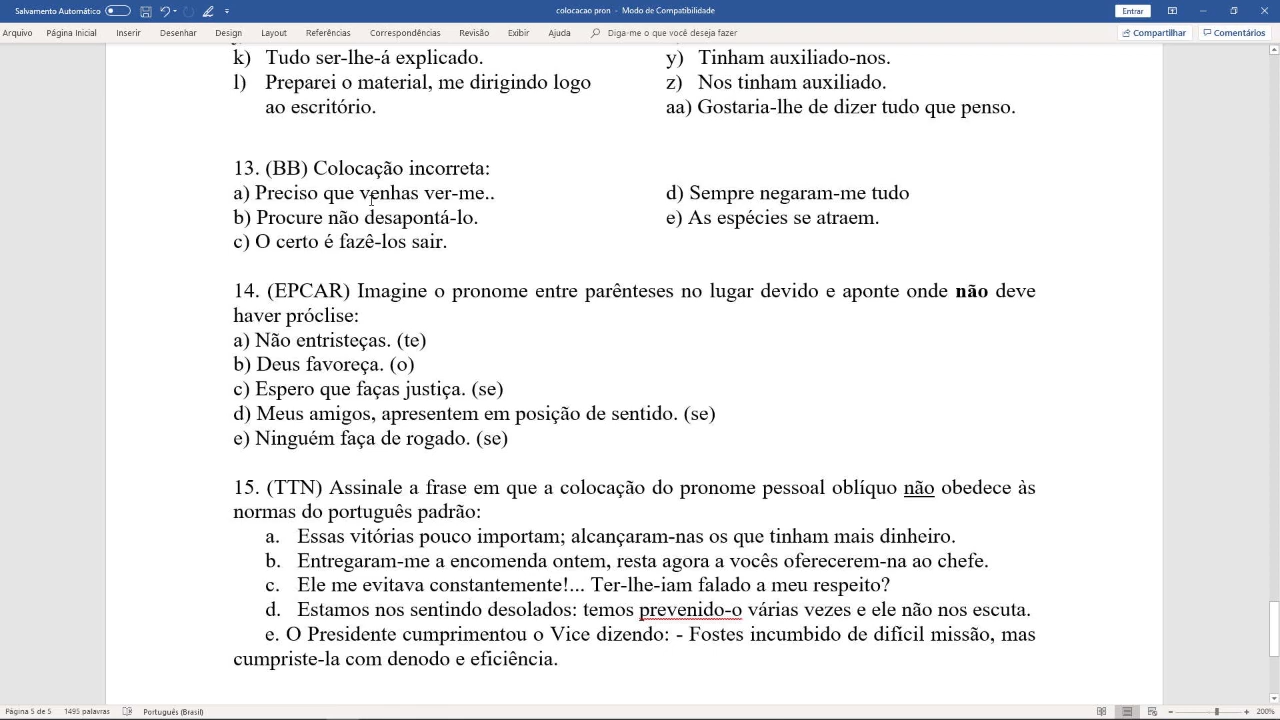 Salvamento Automático
colocacao pron - Modo de Compatibilidade
Entrar
Arquivo Página Inicial Inserir Desenhar Design Layout Referências Correspondências Revisão Exibir Ajuda Diga-me o que você deseja fazer Compartilhar Comentários
k) Tudo ser-lhe-á explicado.
l) Preparei o material, me dirigindo logo
ao escritório.
y) Tinham auxiliado-nos.
z) Nos tinham auxiliado.
aa) Gostaria-lhe de dizer tudo que penso.
13. (BB) Colocação incorreta:
a) Preciso que venhas ver-me..
b) Procure não desapontá-lo.
c) O certo é fazê-los sair.
d) Sempre negaram-me tudo
e) As espécies se atraem.
14. (EPCAR) Imagine o pronome entre parênteses no lugar devido e aponte onde não deve
haver próclise:
a) Não entristeças. (te)
b) Deus favoreça. (o)
c) Espero que faças justiça. (se)
d) Meus amigos, apresentem em posição de sentido. (se)
e) Ninguém faça de rogado. (se)
15. (TTN) Assinale a frase em que a colocação do pronome pessoal oblíquo não obedece às
normas do português padrão:
a. Essas vitórias pouco importam; alcançaram-nas os que tinham mais dinheiro.
b. Entregaram-me a encomenda ontem, resta agora a vocês oferecerem-na ao chefe.
c. Ele me evitava constantemente!... Ter-lhe-iam falado a meu respeito?
d. Estamos nos sentindo desolados: temos prevenido-o várias vezes e ele não nos escuta.
e. O Presidente cumprimentou o Vice dizendo: - Fostes incumbido de difícil missão, mas
cumpriste-la com denodo e eficiência.
Página 5 de 5 1495 palavras Português (Brasil) 200%